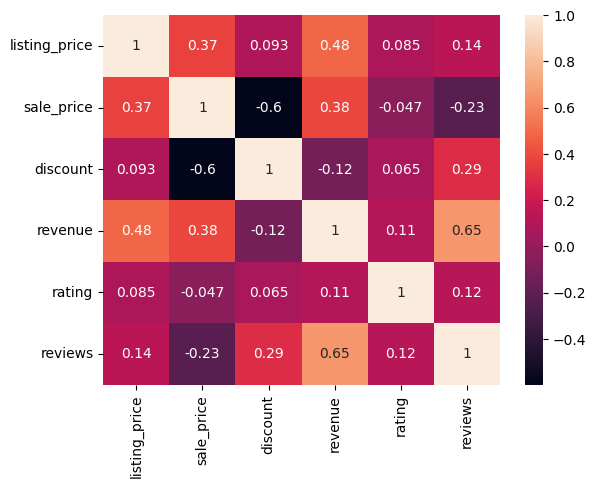 listing_price 1 0.37 0.093 0.48 0.085 0.14
sale_price 0.37 1 -0.6 0.38 -0.047 -0.23
discount 0.093 -0.6 1 -0.12 0.065 0.29
revenue 0.48 0.38 -0.12 1 0.11 0.65
rating 0.085 -0.047 0.065 0.11 1 0.12
reviews 0.14 -0.23 0.29 0.65 0.12 1
listing_price sale_price discount revenue rating reviews
1.0
0.8
0.6
0.4
0.2
0.0
−0.2
−0.4